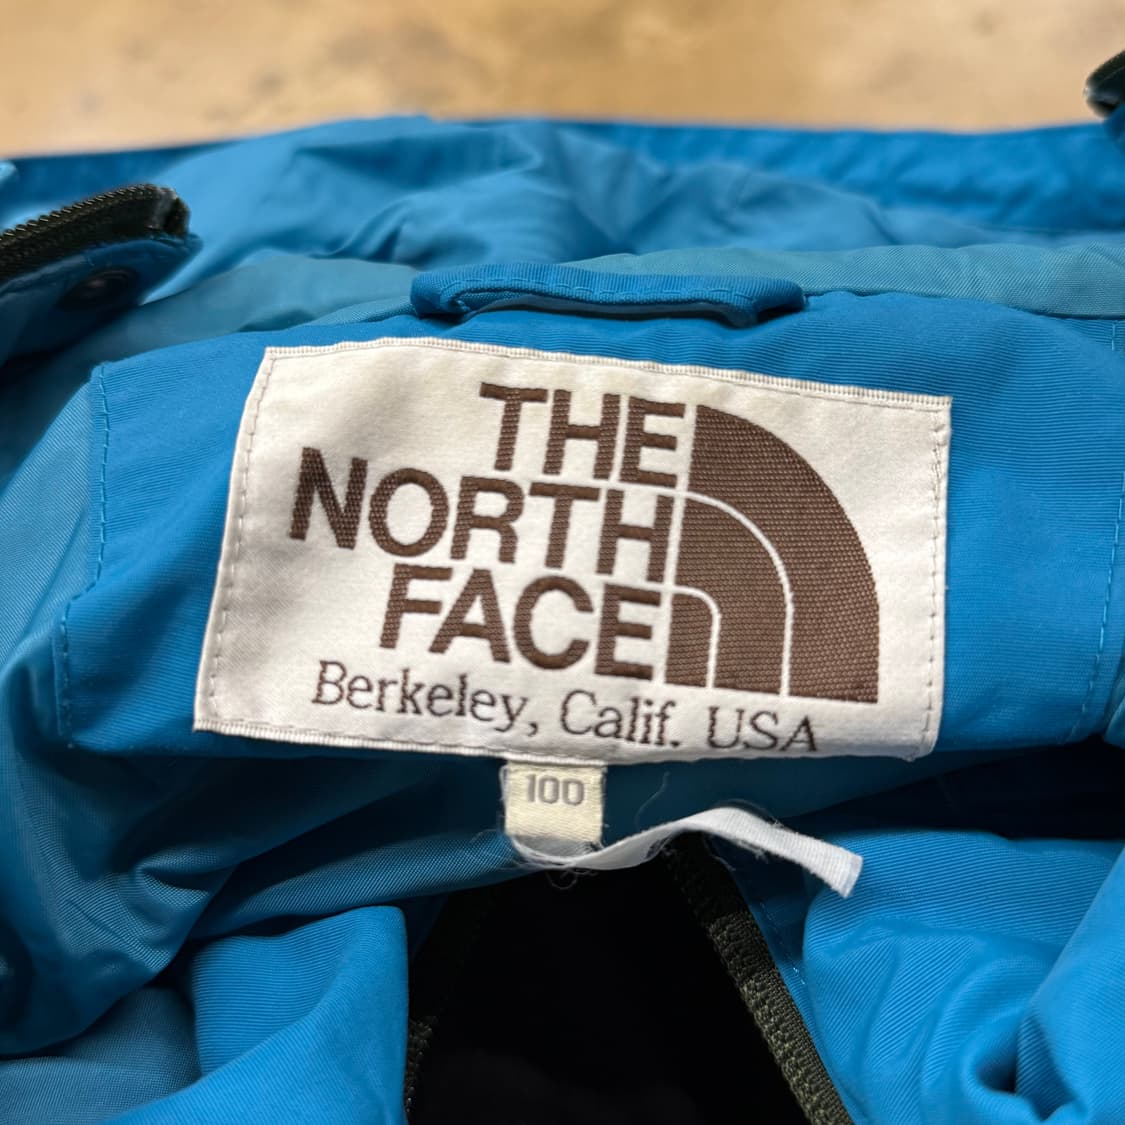 THE
NORTH
FACE
Berkeley, Calif. USA
100